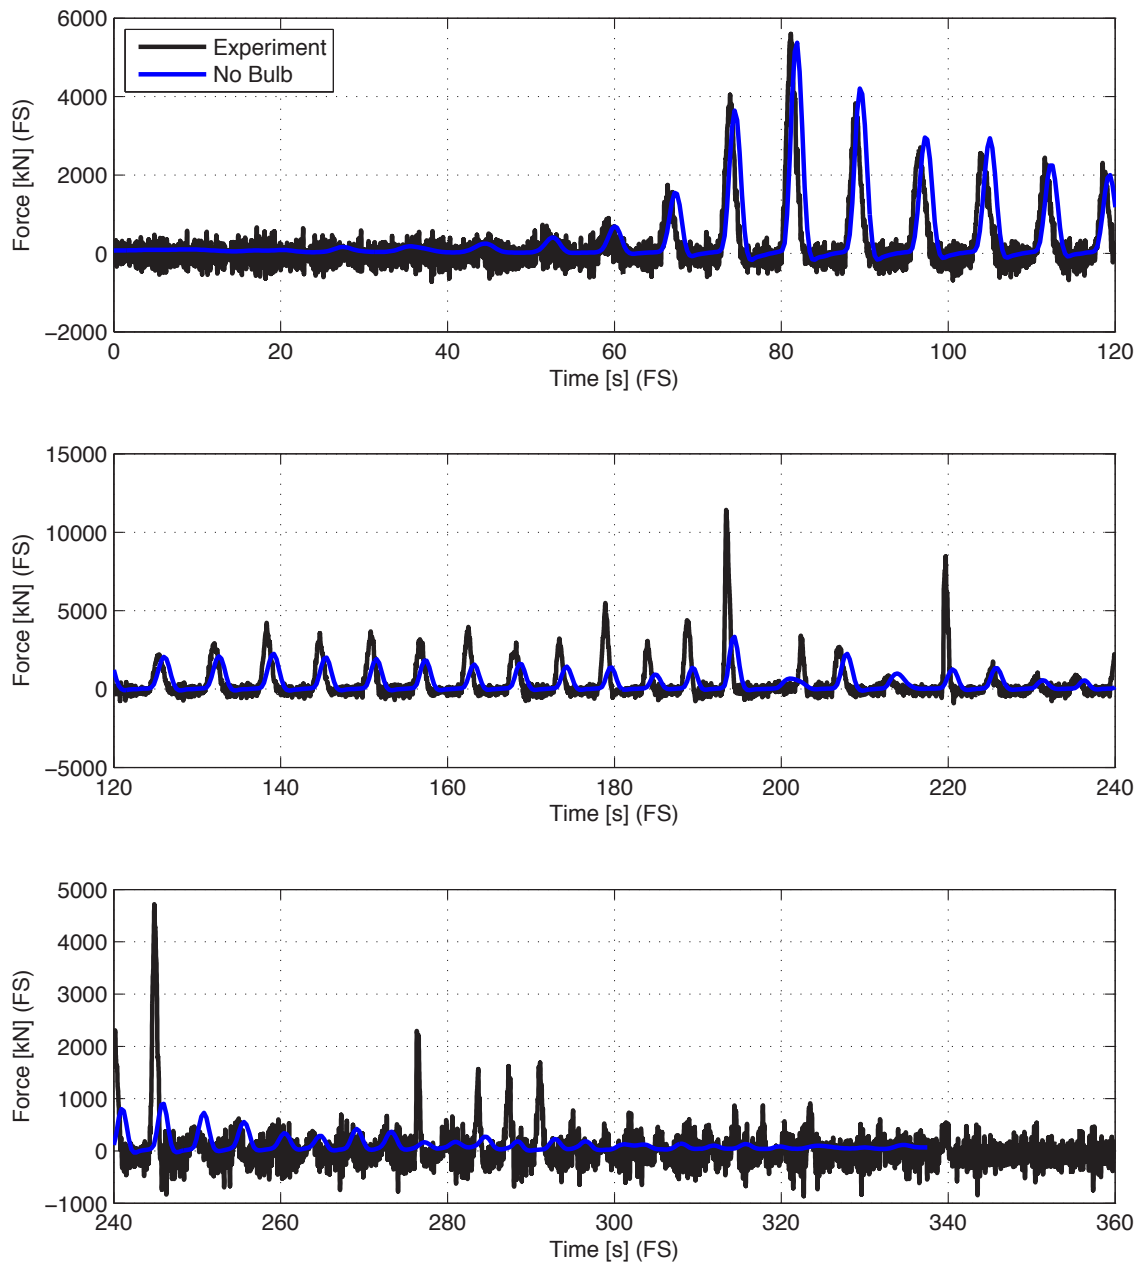 6000
4000
2000
0
−2000
Force [kN] (FS)
Experiment
No Bulb
0 20 40 60 80 100 120
Time [s] (FS)
15000
10000
5000
0
−5000
Force [kN] (FS)
120 140 160 180 200 220 240
Time [s] (FS)
5000
4000
3000
2000
1000
0
−1000
Force [kN] (FS)
240 260 280 300 320 340 360
Time [s] (FS)